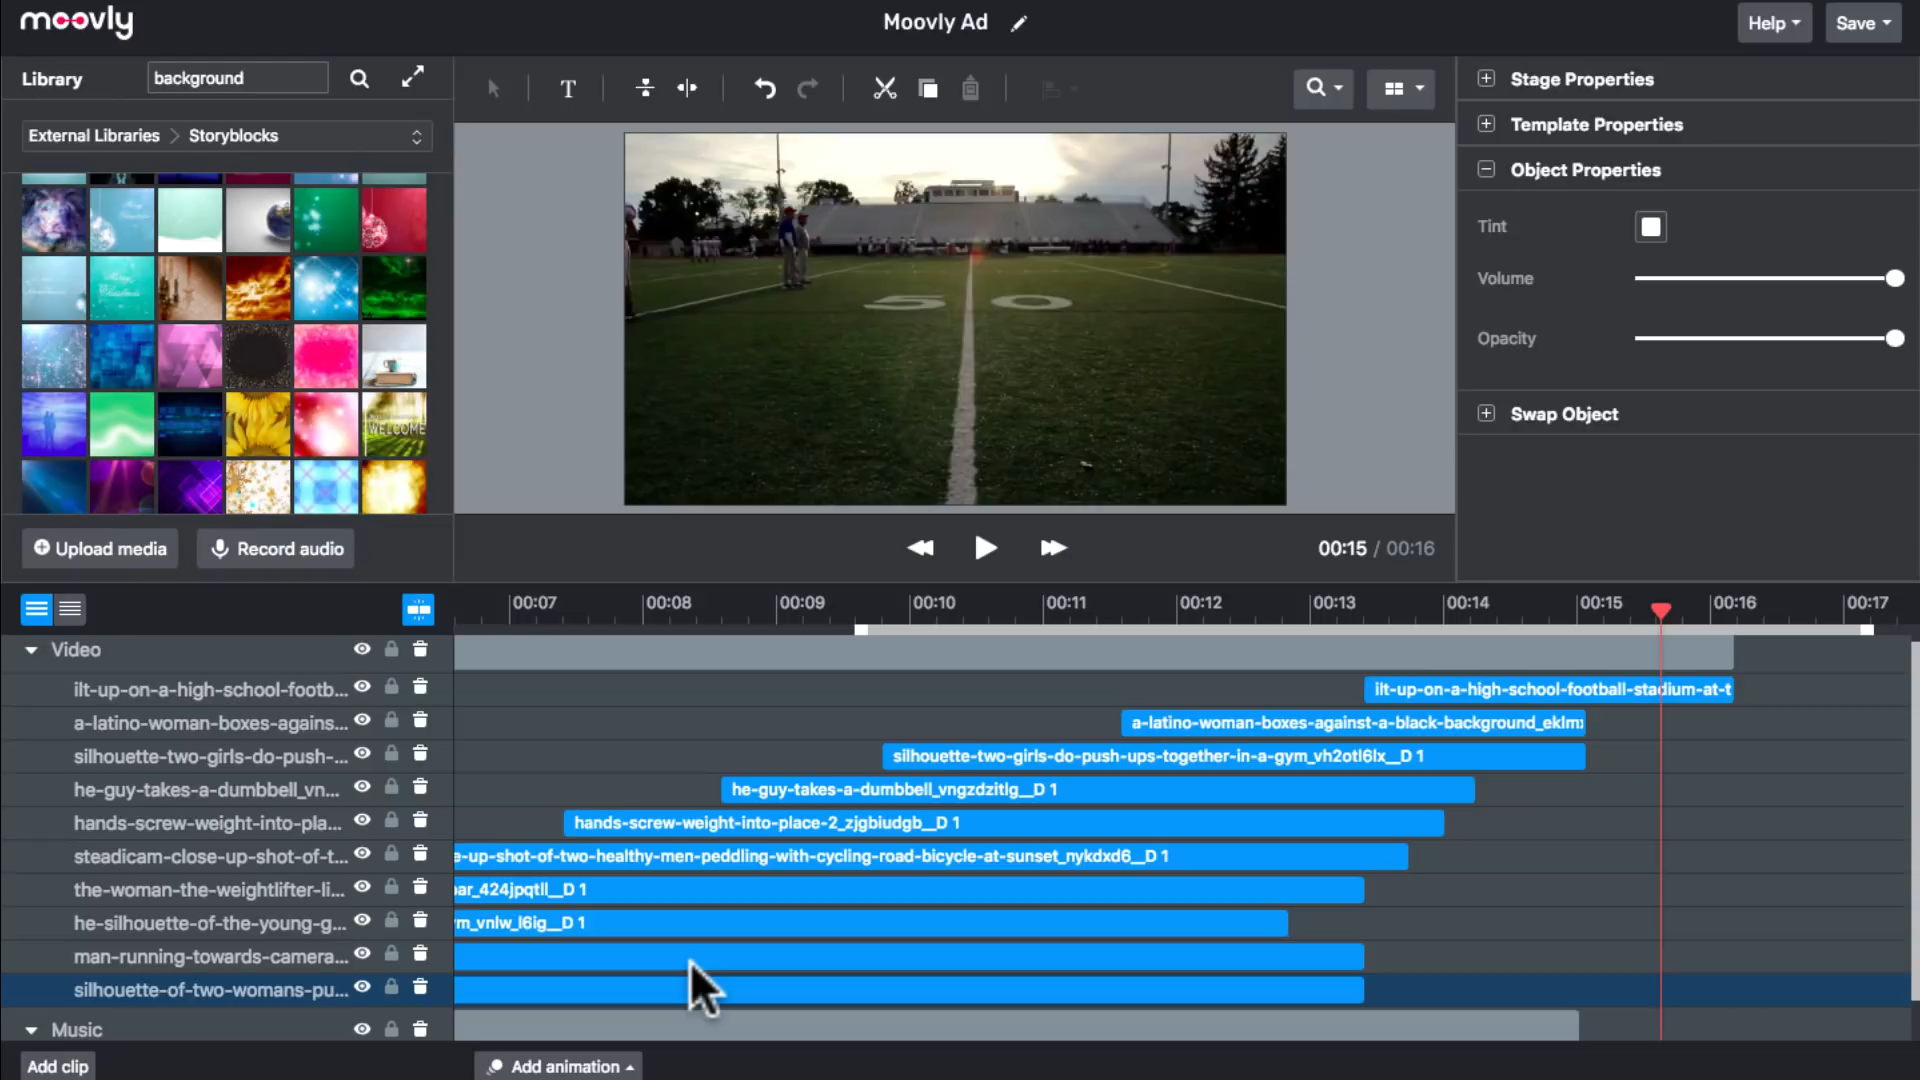 moovly
Moovly Ad
Help
Save
Library
background
T
Stage Properties
External Libraries > Storyblocks
Template Properties
Object Properties
Tint
Volume
Opacity
Swap Object
5 0
WELCOME
Upload media
Record audio
00:15 / 00:16
00:07 00:08 00:09 00:10 00:11 00:12 00:13 00:14 00:15 00:16 00:17
Video
ilt-up-on-a-high-school-footb...
ilt-up-on-a-high-school-football-stadium-at-t
a-latino-woman-boxes-agains...
a-latino-woman-boxes-against-a-black-background_eklm
silhouette-two-girls-do-push-...
silhouette-two-girls-do-push-ups-together-in-a-gym_vh2otl6lx__D 1
he-guy-takes-a-dumbbell_vn...
he-guy-takes-a-dumbbell_vngzdzitlg__D 1
hands-screw-weight-into-pla...
hands-screw-weight-into-place-2_zjgbiudgb__D 1
steadicam-close-up-shot-of-t...
e-up-shot-of-two-healthy-men-peddling-with-cycling-road-bicycle-at-sunset_nykdxd6__D 1
the-woman-the-weightlifter-li...
bar_424jpqtll__D 1
he-silhouette-of-the-young-g...
ym_vnlw_l6ig__D 1
man-running-towards-camera...
silhouette-of-two-womans-pu...
Music
Add clip
Add animation